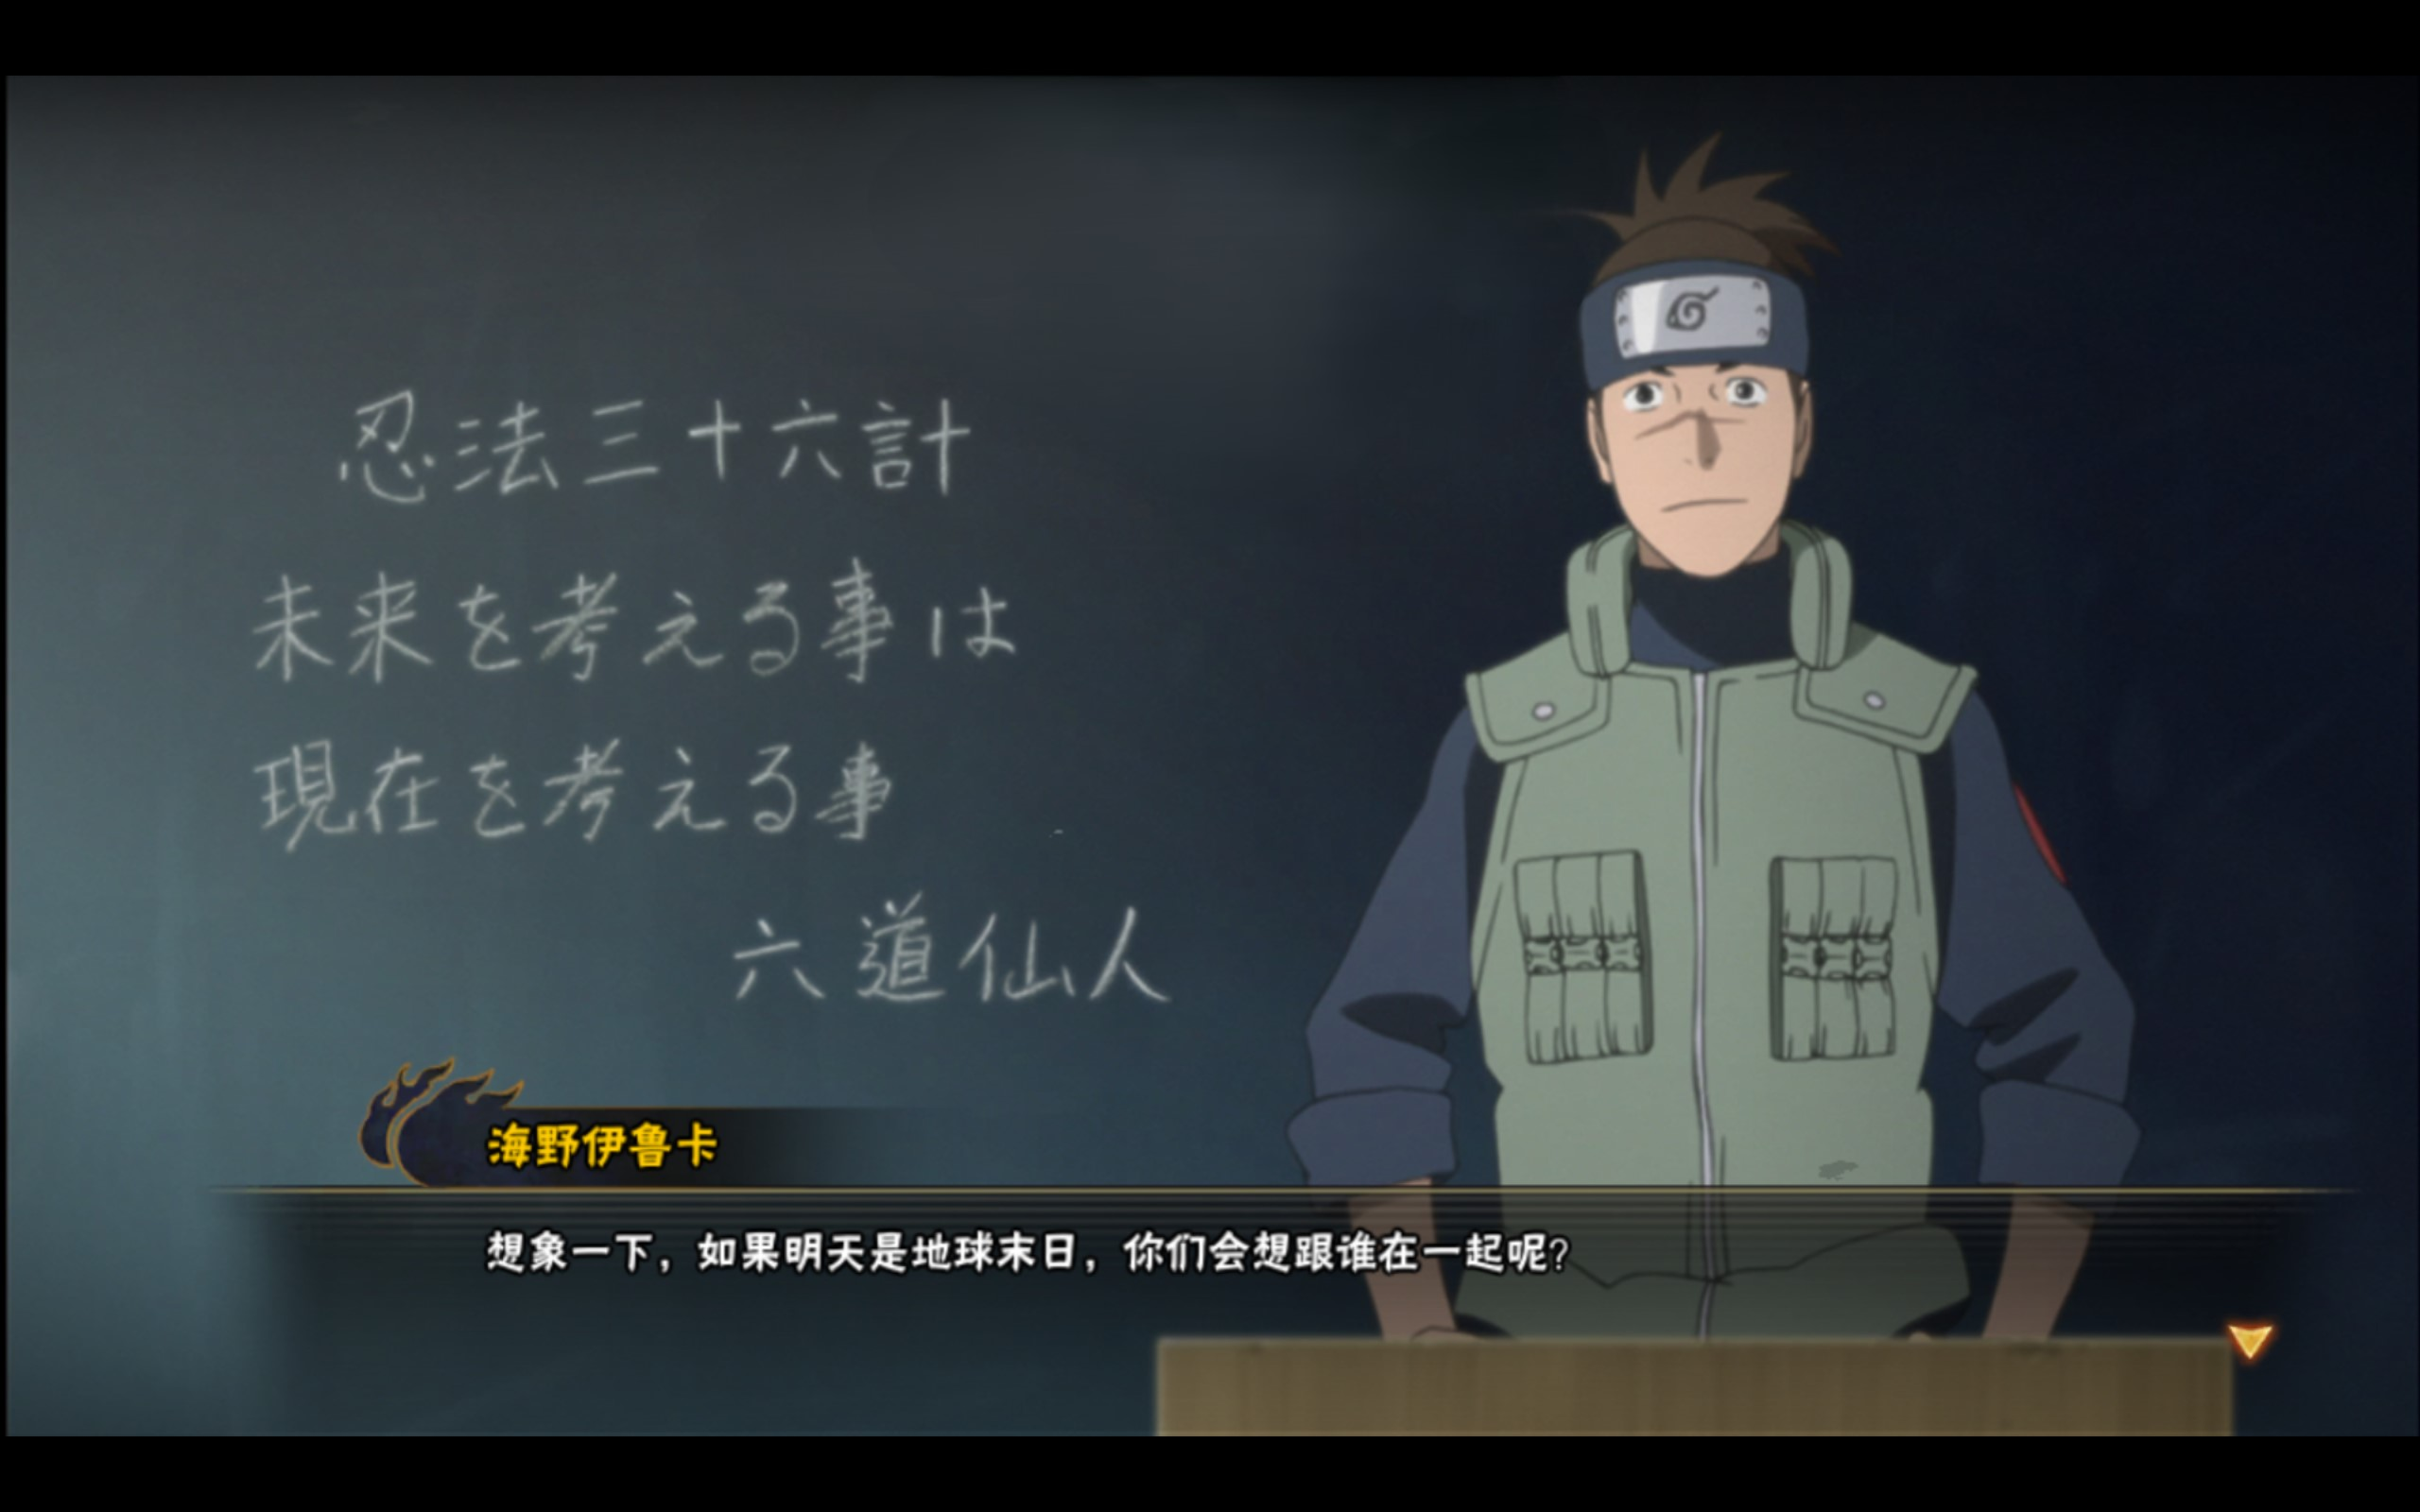 忍法三十六計
未来を考える事は
現在を考える事
六道仙人
海野伊鲁卡
想象一下，如果明天是地球末日，你们会想跟谁在一起呢？